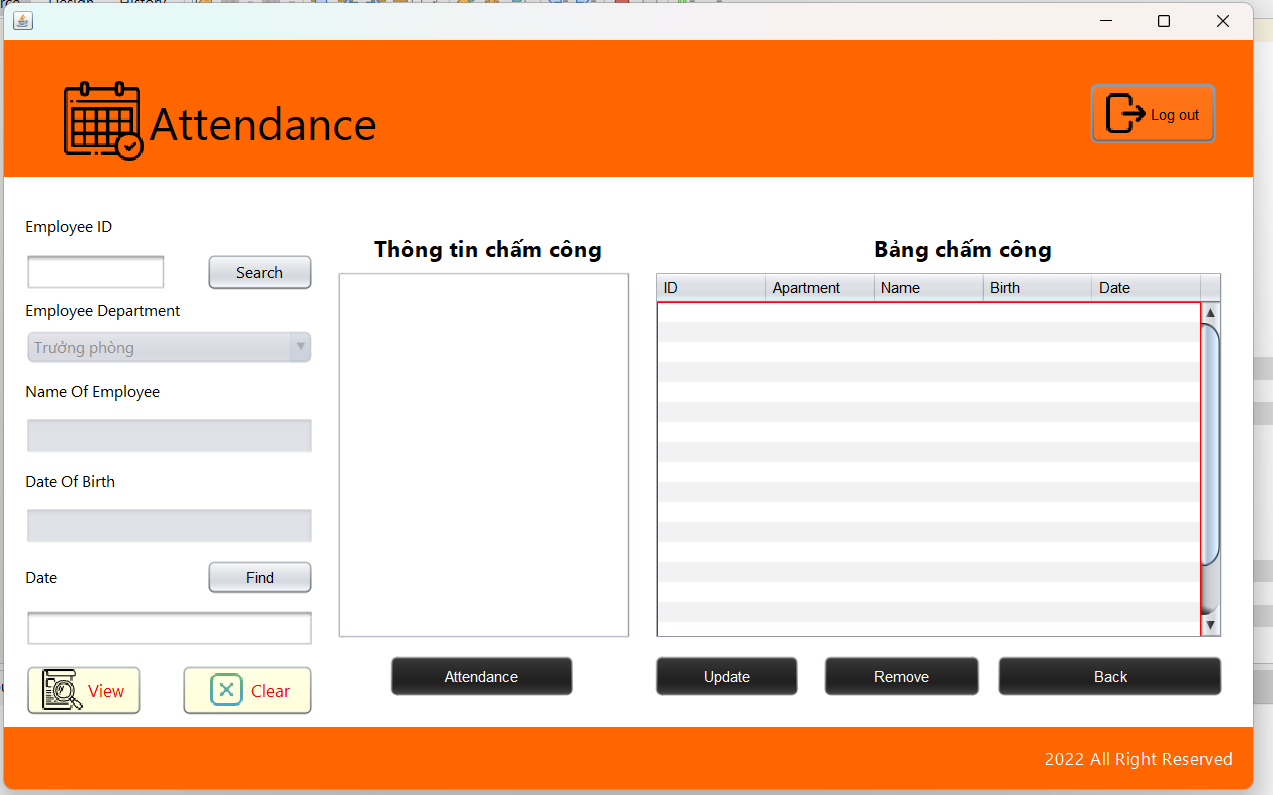 Design
History
Attendance
Log out
Employee ID
Search
Employee Department
Trưởng phòng
Name Of Employee
Date Of Birth
Date
Find
View
Clear
Thông tin chấm công
Attendance
Bảng chấm công
ID Apartment Name Birth Date
Update
Remove
Back
2022 All Right Reserved